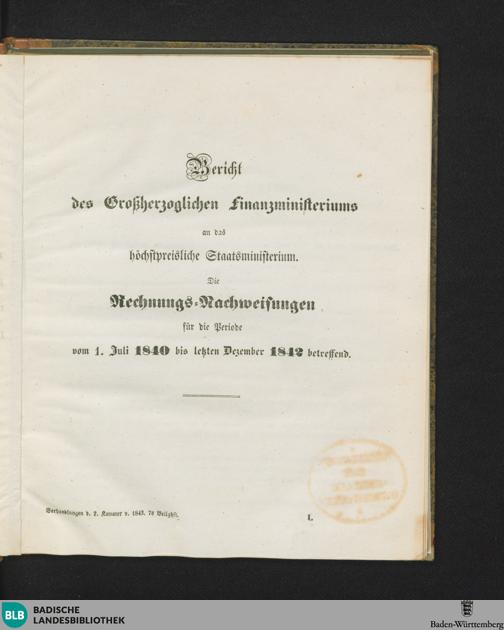 Bericht
des Großherzoglichen Finanzministeriums
an das
höchstpreisliche Staatsministerium.
Die
Rechnungs-Nachweisungen
für die Periode
vom 1. Juli 1840 bis letzten Dezember 1842 betreffend.
Verhandlungen d. 2. Kammer v. 1843. 7s Beilghft.
I.
BLB
BADISCHE
LANDESBIBLIOTHEK
Baden-Württemberg